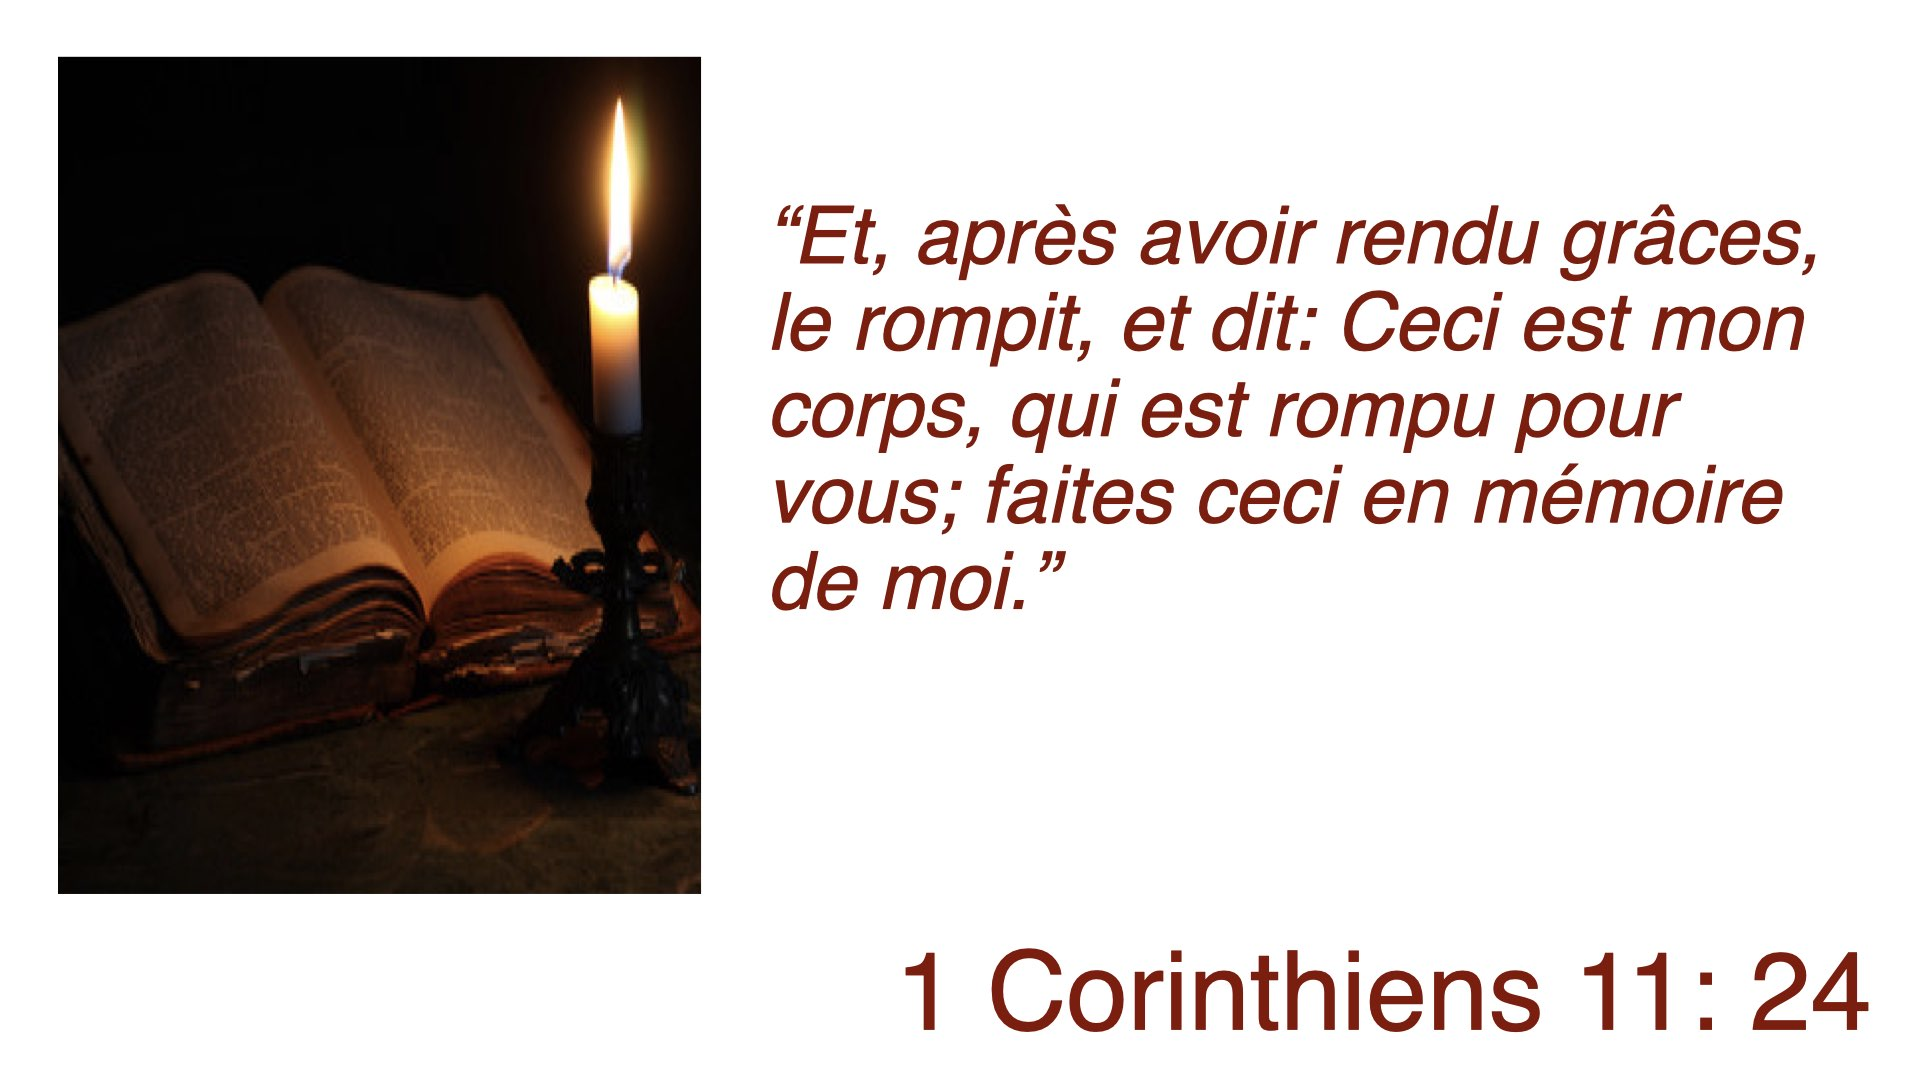 “Et, après avoir rendu grâces,
le rompit, et dit: Ceci est mon
corps, qui est rompu pour
vous; faites ceci en mémoire
de moi.”
1 Corinthiens 11: 24